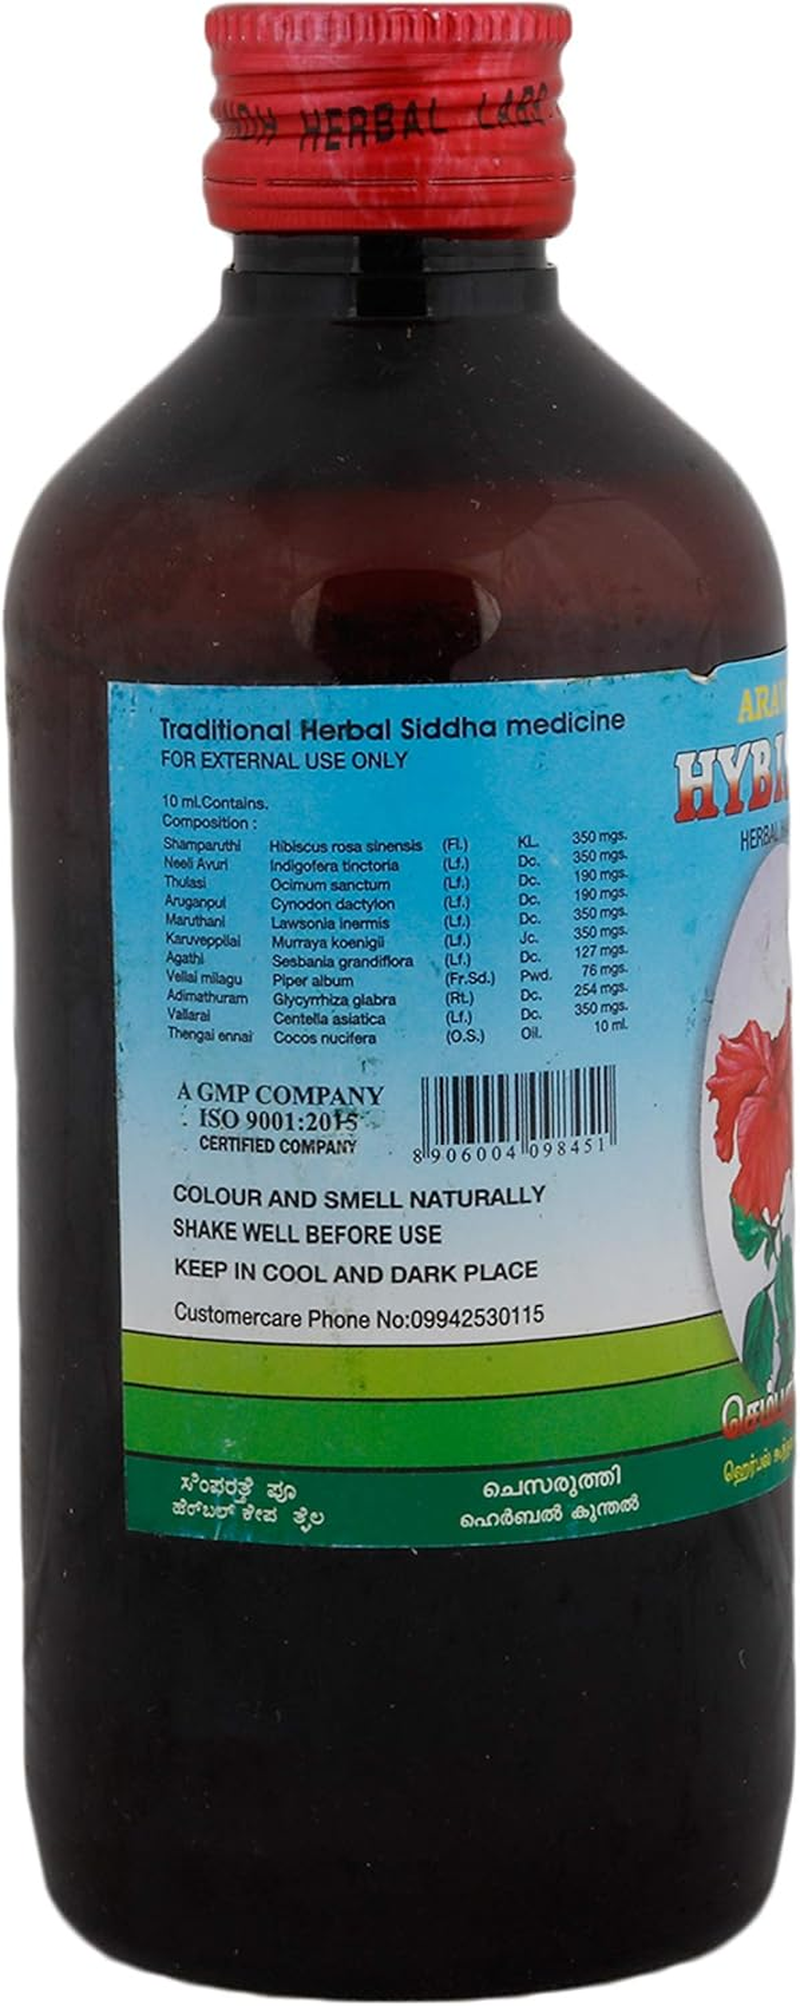 HERBAL LABS
Traditional Herbal Siddha medicine
FOR EXTERNAL USE ONLY
10 ml.Contains.
Composition :
Shamparuthi Hibiscus rosa sinensis (Fl.) KL. 350 mgs.
Neeli Avuri Indigofera tinctoria (Lf.) Dc. 350 mgs.
Thulasi Ocimum sanctum (Lf.) Dc. 190 mgs.
Aruganpul Cynodon dactylon (Lf.) Dc. 190 mgs.
Maruthani Lawsonia inermis (Lf.) Dc. 350 mgs.
Karuveppilai Murraya koenigii (Lf.) Jc. 350 mgs.
Agathi Sesbania grandiflora (Lf.) Dc. 127 mgs.
Vellai milagu Piper album (Fr.Sd.) Pwd. 76 mgs.
Adimathuram Glycyrrhiza glabra (Rt.) Dc. 254 mgs.
Vallarai Centella asiatica (Lf.) Dc. 350 mgs.
Thengai ennai Cocos nucifera (O.S.) Oil. 10 ml.
A GMP COMPANY
ISO 9001:2015
CERTIFIED COMPANY
8906004098451
COLOUR AND SMELL NATURALLY
SHAKE WELL BEFORE USE
KEEP IN COOL AND DARK PLACE
Customercare Phone No:09942530115
ARA
HYBI
HERBAL
ಸೆಂಪರತ್ತೆ ಪೂ
ಹೆರ್‌ಬಲ್ ಕೇಪ ತೈಲ
ചെസരുത്തി
ഹെർബൽ കൂന്തൽ
செம்ப
ஹெர்பல்